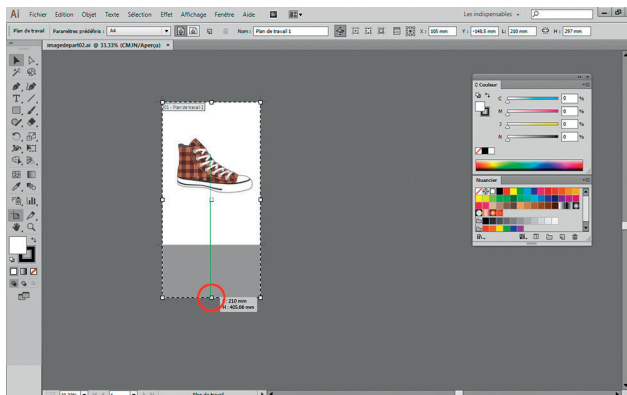 Ai Fichier Edition Objet Texte Sélection Effet Affichage Fenêtre Aide Br Les indispensables
Plan de travail Paramètres prédéfinis : A4 Nom : Plan de travail 1 X : 105 mm Y : -148.5 mm L: 210 mm H : 297 mm
imagedepart02.ai @ 33.33% (CMJN/Aperçu) ×
01 - Plan de travail 1
Couleur
C 0 %
M 0 %
J 0 %
N 0 %
Nuancier
: 210 mm
H : 405.66 mm
Plan de travail